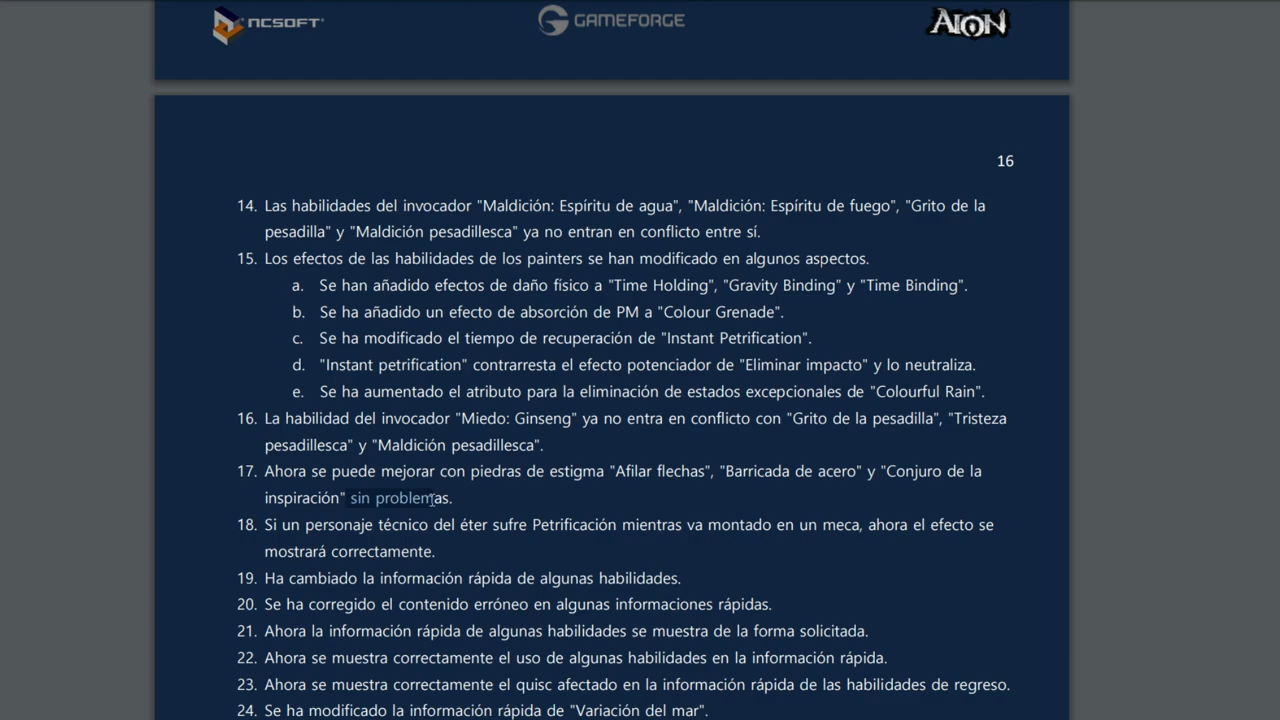 NCSOFT
GAMEFORGE
AION
16
14. Las habilidades del invocador "Maldición: Espíritu de agua", "Maldición: Espíritu de fuego", "Grito de la
pesadilla" y "Maldición pesadillesca" ya no entran en conflicto entre sí.
15. Los efectos de las habilidades de los painters se han modificado en algunos aspectos.
a. Se han añadido efectos de daño físico a "Time Holding", "Gravity Binding" y "Time Binding".
b. Se ha añadido un efecto de absorción de PM a "Colour Grenade".
c. Se ha modificado el tiempo de recuperación de "Instant Petrification".
d. "Instant petrification" contrarresta el efecto potenciador de "Eliminar impacto" y lo neutraliza.
e. Se ha aumentado el atributo para la eliminación de estados excepcionales de "Colourful Rain".
16. La habilidad del invocador "Miedo: Ginseng" ya no entra en conflicto con "Grito de la pesadilla", "Tristeza
pesadillesca" y "Maldición pesadillesca".
17. Ahora se puede mejorar con piedras de estigma "Afilar flechas", "Barricada de acero" y "Conjuro de la
inspiración" sin problemas.
18. Si un personaje técnico del éter sufre Petrificación mientras va montado en un meca, ahora el efecto se
mostrará correctamente.
19. Ha cambiado la información rápida de algunas habilidades.
20. Se ha corregido el contenido erróneo en algunas informaciones rápidas.
21. Ahora la información rápida de algunas habilidades se muestra de la forma solicitada.
22. Ahora se muestra correctamente el uso de algunas habilidades en la información rápida.
23. Ahora se muestra correctamente el quisc afectado en la información rápida de las habilidades de regreso.
24. Se ha modificado la información rápida de "Variación del mar".